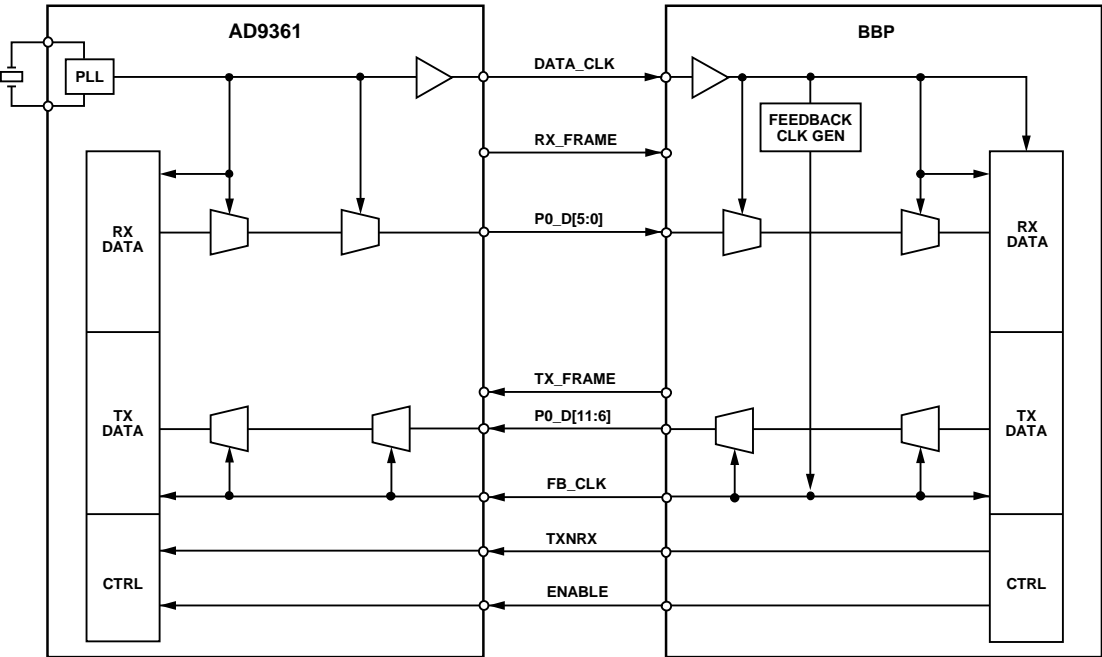 AD9361
BBP
PLL
DATA_CLK
FEEDBACK
CLK GEN
RX_FRAME
RX
DATA
P0_D[5:0]
RX
DATA
TX_FRAME
TX
DATA
P0_D[11:6]
TX
DATA
FB_CLK
TXNRX
CTRL
ENABLE
CTRL